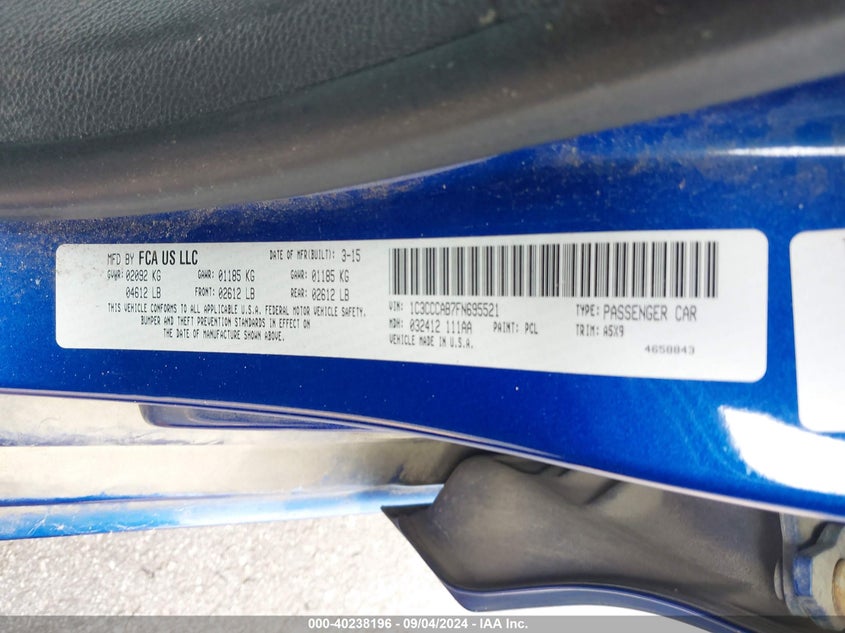 MFD BY FCA US LLC DATE OF MFR(BUILT): 3-15
GVWR: 02092 KG GAWR: 01185 KG GAWR: 01185 KG
04612 LB FRONT: 02612 LB REAR: 02612 LB
THIS VEHICLE CONFORMS TO ALL APPLICABLE U.S.A. FEDERAL MOTOR VEHICLE SAFETY,
BUMPER AND THEFT PREVENTION STANDARDS IN EFFECT ON
THE DATE OF MANUFACTURE SHOWN ABOVE.
VIN: 1C3CCCAB7FN695521 TYPE: PASSENGER CAR
MDH: 032412 111AA PAINT: PCL TRIM: A5X9
VEHICLE MADE IN U.S.A. 4658843
000-40238196 - 09/04/2024 - IAA Inc.